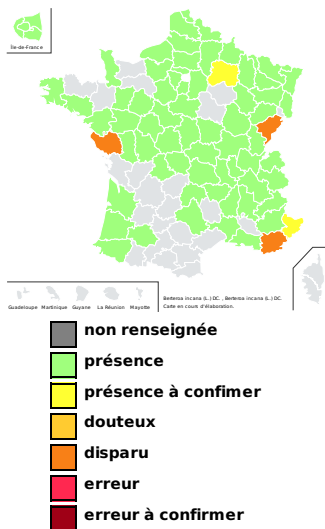 Île-de-France
Guadeloupe Martinique Guyane La Réunion Mayotte
Berteroa incana (L.) DC. , Berteroa incana (L.) DC.
Carte en cours d'élaboration.
non renseignée
présence
présence à confimer
douteux
disparu
erreur
erreur à confirmer